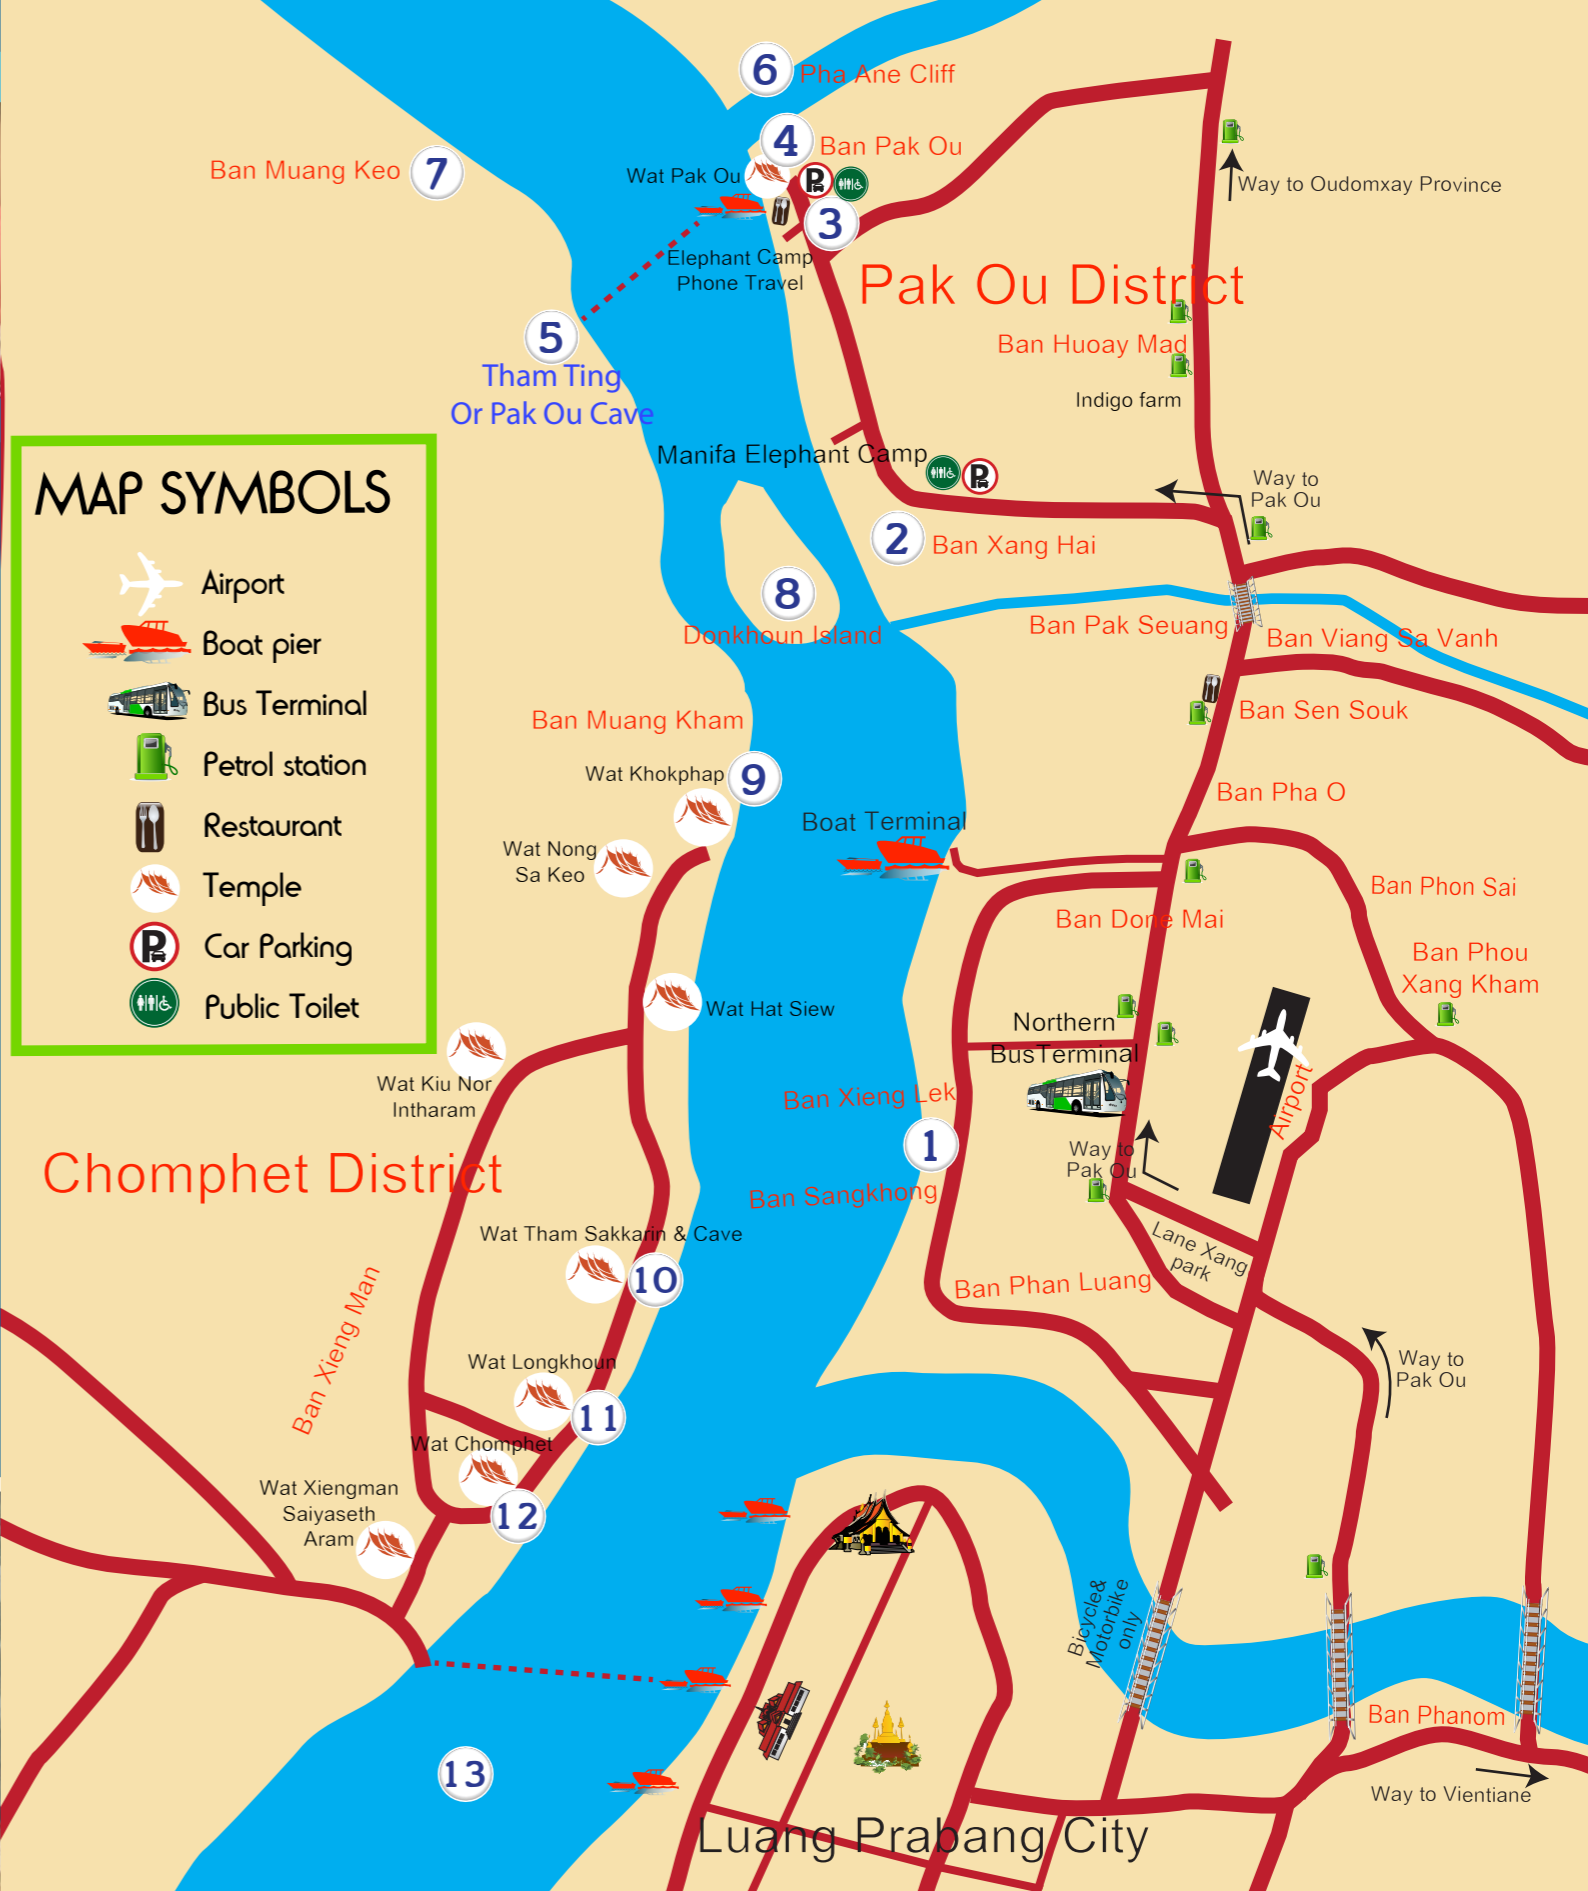 6
Pha Ane Cliff
4
Ban Pak Ou
Ban Muang Keo
7
Wat Pak Ou
P
Way to Oudomxay Province
3
Elephant Camp
Phone Travel
Pak Ou District
5
Tham Ting
Or Pak Ou Cave
Ban Huoay Mad
Indigo farm
Manifa Elephant Camp
P
Way to
Pak Ou
2
Ban Xang Hai
8
Donkhoun Island
Ban Pak Seuang
Ban Viang Sa Vanh
Ban Muang Kham
Ban Sen Souk
Wat Khokphap
9
Ban Pha O
Boat Terminal
Wat Nong
Sa Keo
Ban Phon Sai
Ban Done Mai
Ban Phou
Xang Kham
Wat Hat Siew
Northern
BusTerminal
Airport
Wat Kiu Nor
Intharam
Ban Xieng Lek
1
Way to
Pak Ou
Chomphet District
Ban Sangkhong
Wat Tham Sakkarin & Cave
10
Lane Xang
park
Ban Phan Luang
Ban Xieng Man
Wat Longkhoun
11
Way to
Pak Ou
Wat Chomphet
12
Wat Xiengman
Saiyaseth
Aram
Bicycle&
Motorbike
only
Ban Phanom
13
Way to Vientiane
Luang Prabang City
MAP SYMBOLS
Airport
Boat pier
Bus Terminal
Petrol station
Restaurant
Temple
P
Car Parking
Public Toilet